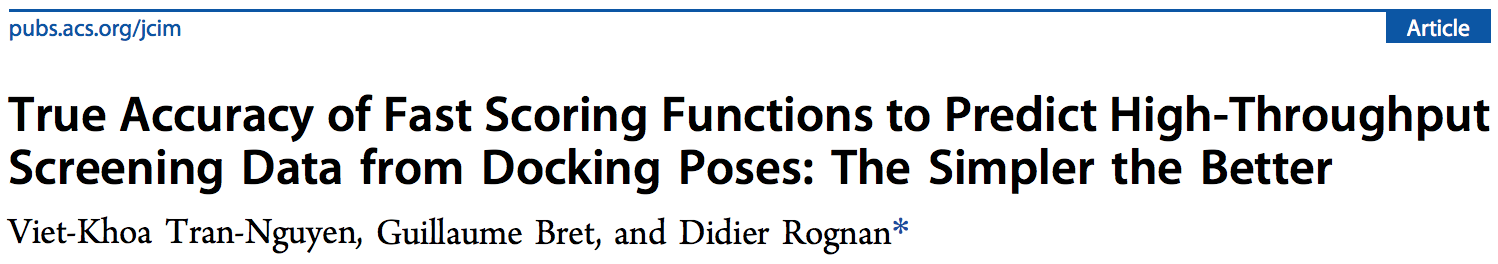 pubs.acs.org/jcim
Article
True Accuracy of Fast Scoring Functions to Predict High-Throughput
Screening Data from Docking Poses: The Simpler the Better
Viet-Khoa Tran-Nguyen, Guillaume Bret, and Didier Rognan*